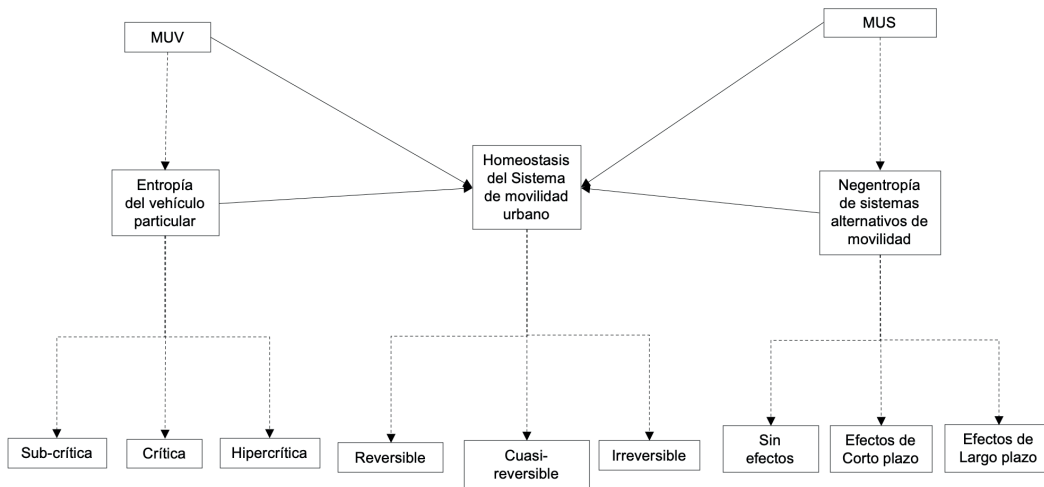 MUV
MUS
Homeostasis
del Sistema
de movilidad
urbano
Entropía
del vehículo
particular
Negentropía
de sistemas
alternativos de
movilidad
Sub-crítica
Crítica
Hipercrítica
Reversible
Cuasi-
reversible
Irreversible
Sin
efectos
Efectos de
Corto plazo
Efectos de
Largo plazo